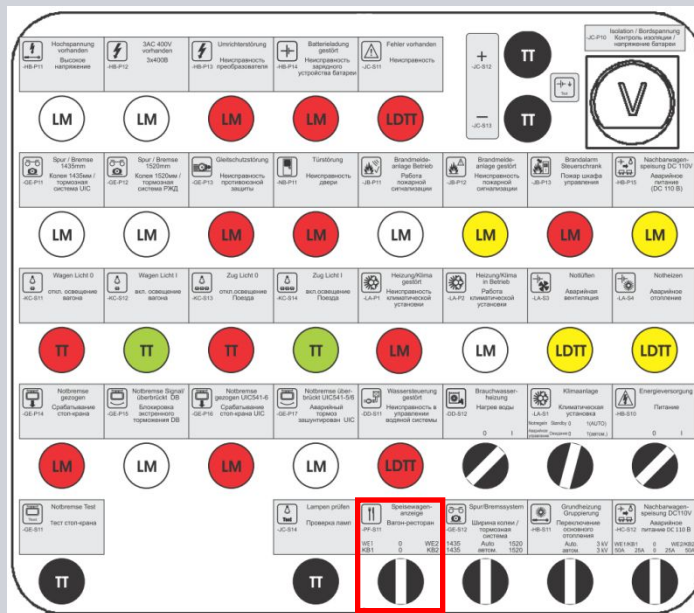 Hochspannung vorhanden
Высокое напряжение
-HB-P11
3AC 400V vorhanden
3x400В
-HB-P12
Umrichterstörung
Неисправность преобразователя
-HB-P13
Batterieladung gestört
Неисправность зарядного устройства батареи
-HB-P14
Fehler vorhanden
Неисправность
-JC-S11
+
-JC-S12
TT
−
-JC-S13
TT
Test
Isolation / Bordspannung
Контроль изоляции / напряжение батареи
-JC-P10
V
LM LM LM LM LDTT
Spur / Bremse 1435mm
Колея 1435мм / тормозная система UIC
-GE-P11
Spur / Bremse 1520mm
Колея 1520мм / тормозная система РЖД
-GE-P12
Gleitschutzstörung
Неисправность противоюзной защиты
-GE-P13
Türstörung
Неисправность двери
-NB-P11
Brandmelde-anlage Betrieb
Работа пожарной сигнализации
-JB-P11
Brandmelde-anlage gestört
Неисправность пожарной сигнализации
-JB-P12
Brandalarm Steuerschrank
Пожар шкафа управления
-JB-P13
Nachbarwagen-speisung DC 110V
Аварийное питание (DC 110 В)
-HB-P15
LM LM LM LM LM LM LM LM
Wagen Licht 0
откл. освещение вагона
-KC-S11
Wagen Licht I
вкл. освещение вагона
-KC-S12
Zug Licht 0
откл.освещение Поезда
-KC-S13
Zug Licht I
вкл.освещение Поезда
-KC-S14
Heizung/Klima gestört
Неисправность климатической установки
-LA-P1
Heizung/Klima in Betrieb
Работа климатической установки
-LA-P2
Notlüften
Аварийная вентиляция
-LA-S3
Notheizen
Аварийное отопление
-LA-S4
TT TT TT TT LM LM LDTT LDTT
Notbremse gezogen
Срабатывание стоп-крана
-GE-P14
Notbremse Signal/ überbrückt DB
Блокировка экстренного торможения DB
-GE-P15
Notbremse gezogen UIC541-6
Срабатывание стоп-крана UIC
-GE-P16
Notbremse über-brückt UIC541-5/6
Аварийный тормоз зашунтирован UIC
-GE-P17
Wassersteuerung gestört
Неисправность в управлении водяной системы
-DD-S11
Brauchwasser-heizung
Нагрев воды
-DD-S12
0 I
Klimaanlage
Климатическая установка
-LA-S1
Standby 0 1(AUTO)
1(автом.)
Energieversorgung
Питание
-HB-S10
0 I
LM LM LM LM LDTT
Notbremse Test
Тест стоп-крана
-GE-S11
Test
Lampen prüfen
Проверка ламп
-JC-S14
Test
Speisewagen-anzeige
Вагон-ресторан
-PF-S11
WE1 0 WE2
KB1 0 KB2
Spur/Bremssystem
Ширина колеи / тормозная система
-GE-S12
1435 Auto 1520
1435 автом. 1520
Grundheizung Gruppierung
Переключение основного отопления
-HB-S11
Auto. 3 kV
автом 3 kV
Nachbarwagen-speisung DC110V
Аварийное питание DC 110 В
-HC-S12
WE1/KB1 0 WE2/KB2
50A 25A 0 25A 50A
TT TT